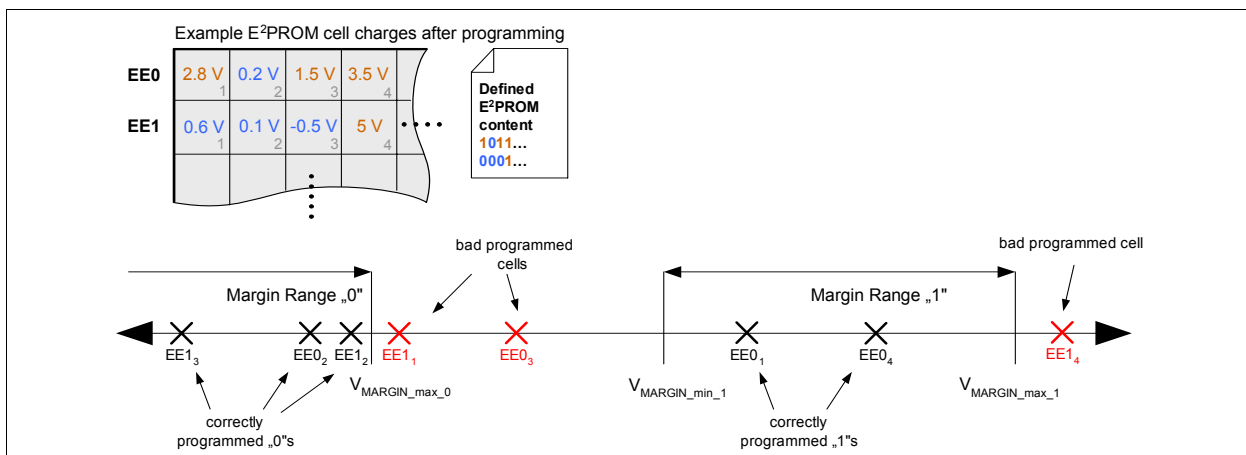 Example E²PROM cell charges after programming
EE0 2.8 V 0.2 V 1.5 V 3.5 V
1 2 3 4
EE1 0.6 V 0.1 V -0.5 V 5 V
1 2 3 4
Defined
E²PROM
content
1011...
0001...
bad programmed
cells
bad programmed cell
Margin Range „0"
Margin Range „1"
EE1₃ EE0₂ EE1₂ EE1₁ EE0₃ EE0₁ EE0₄ EE1₄
V_MARGIN_max_0 V_MARGIN_min_1 V_MARGIN_max_1
correctly
programmed „0"s
correctly
programmed „1"s